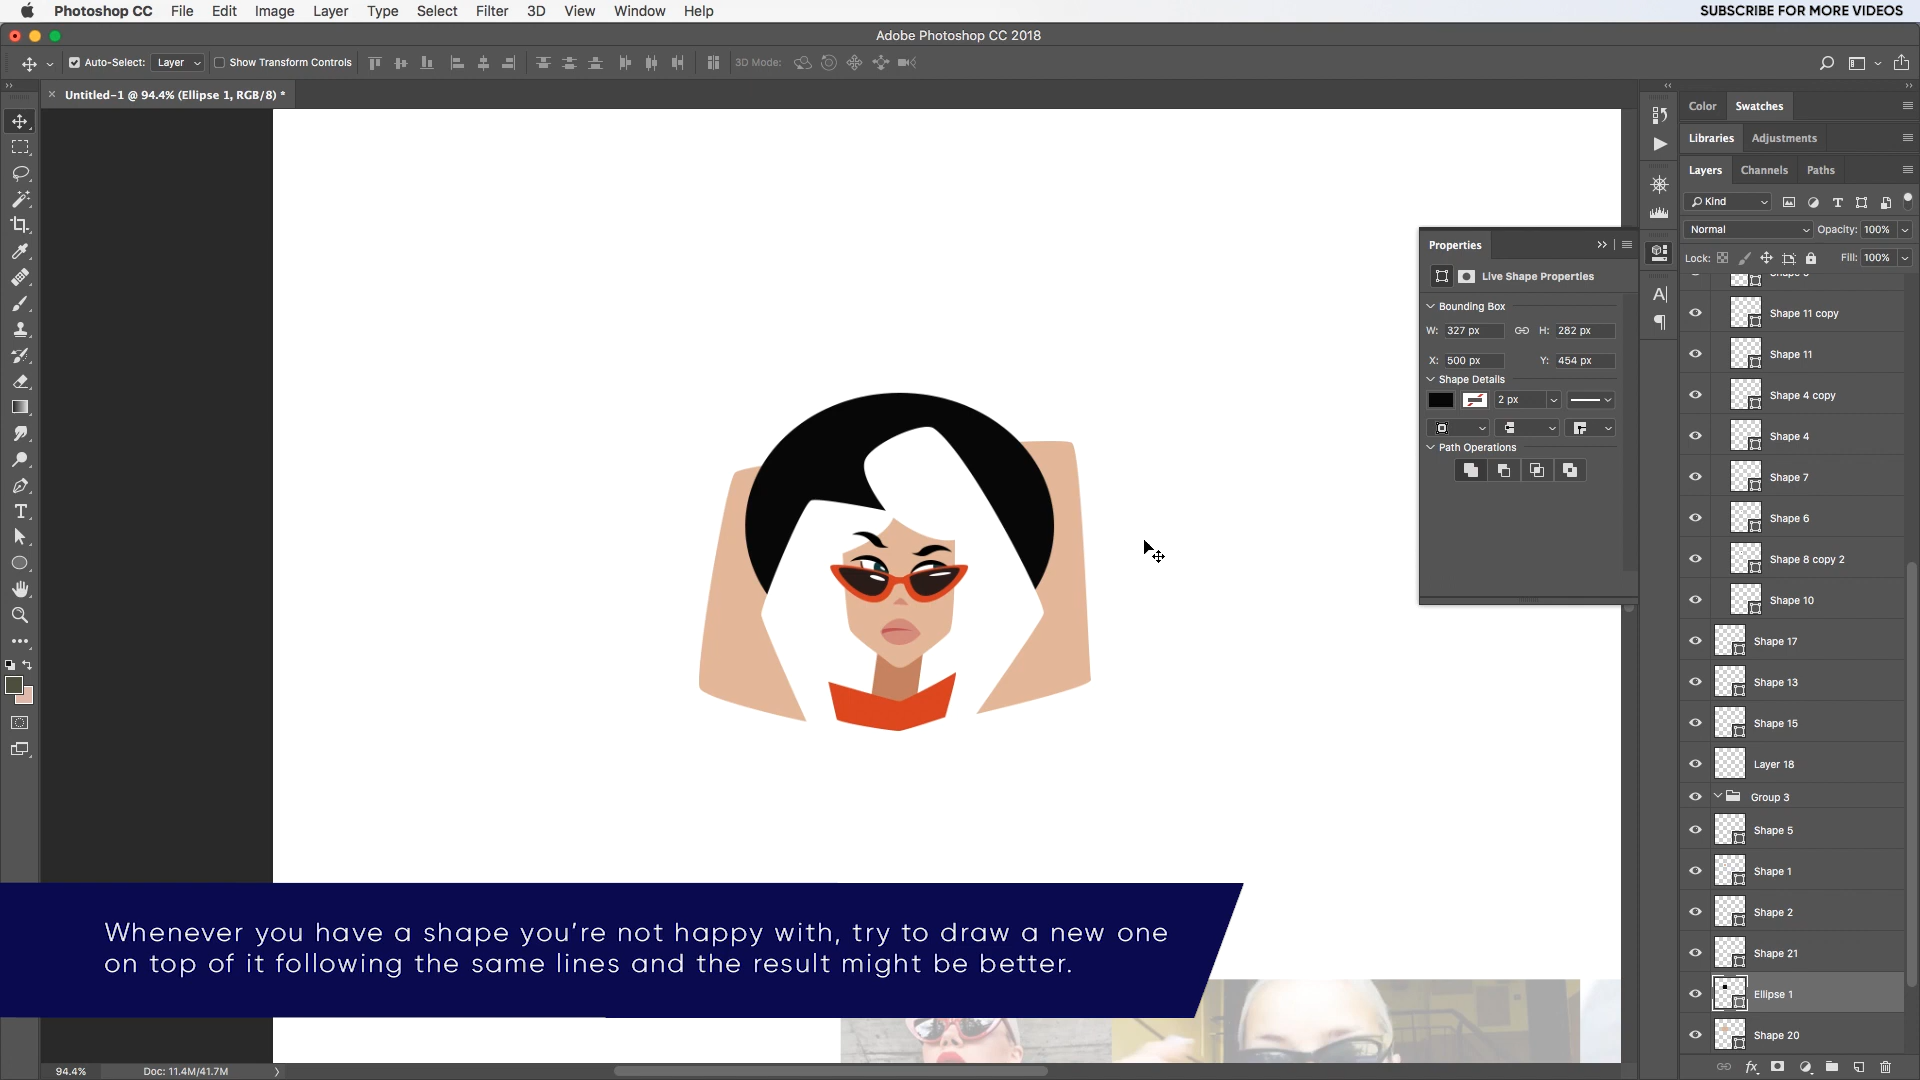 Photoshop CC File Edit Image Layer Type Select Filter 3D View Window Help SUBSCRIBE FOR MORE VIDEOS
Adobe Photoshop CC 2018
Auto-Select: Layer Show Transform Controls 3D Mode:
Untitled-1 @ 94.4% (Ellipse 1, RGB/8) *
Color Swatches
Libraries Adjustments
Layers Channels Paths
Kind
Normal Opacity: 100%
Lock: Fill: 100%
Properties
Live Shape Properties
Bounding Box
W: 327 px H: 282 px
X: 500 px Y: 454 px
Shape Details
2 px
Path Operations
Shape 11 copy
Shape 11
Shape 4 copy
Shape 4
Shape 7
Shape 6
Shape 8 copy 2
Shape 10
Shape 17
Shape 13
Shape 15
Layer 18
Group 3
Shape 5
Shape 1
Shape 2
Shape 21
Ellipse 1
Shape 20
Whenever you have a shape you're not happy with, try to draw a new one
on top of it following the same lines and the result might be better.
94.4% Doc: 11.4M/41.7M